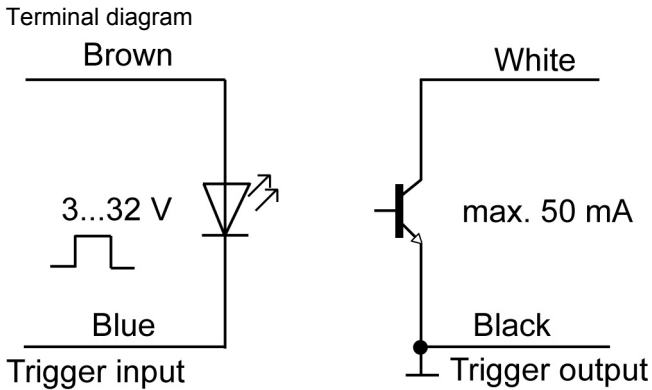 Terminal diagram
Brown
White
3...32 V
max. 50 mA
Blue
Black
Trigger input
Trigger output